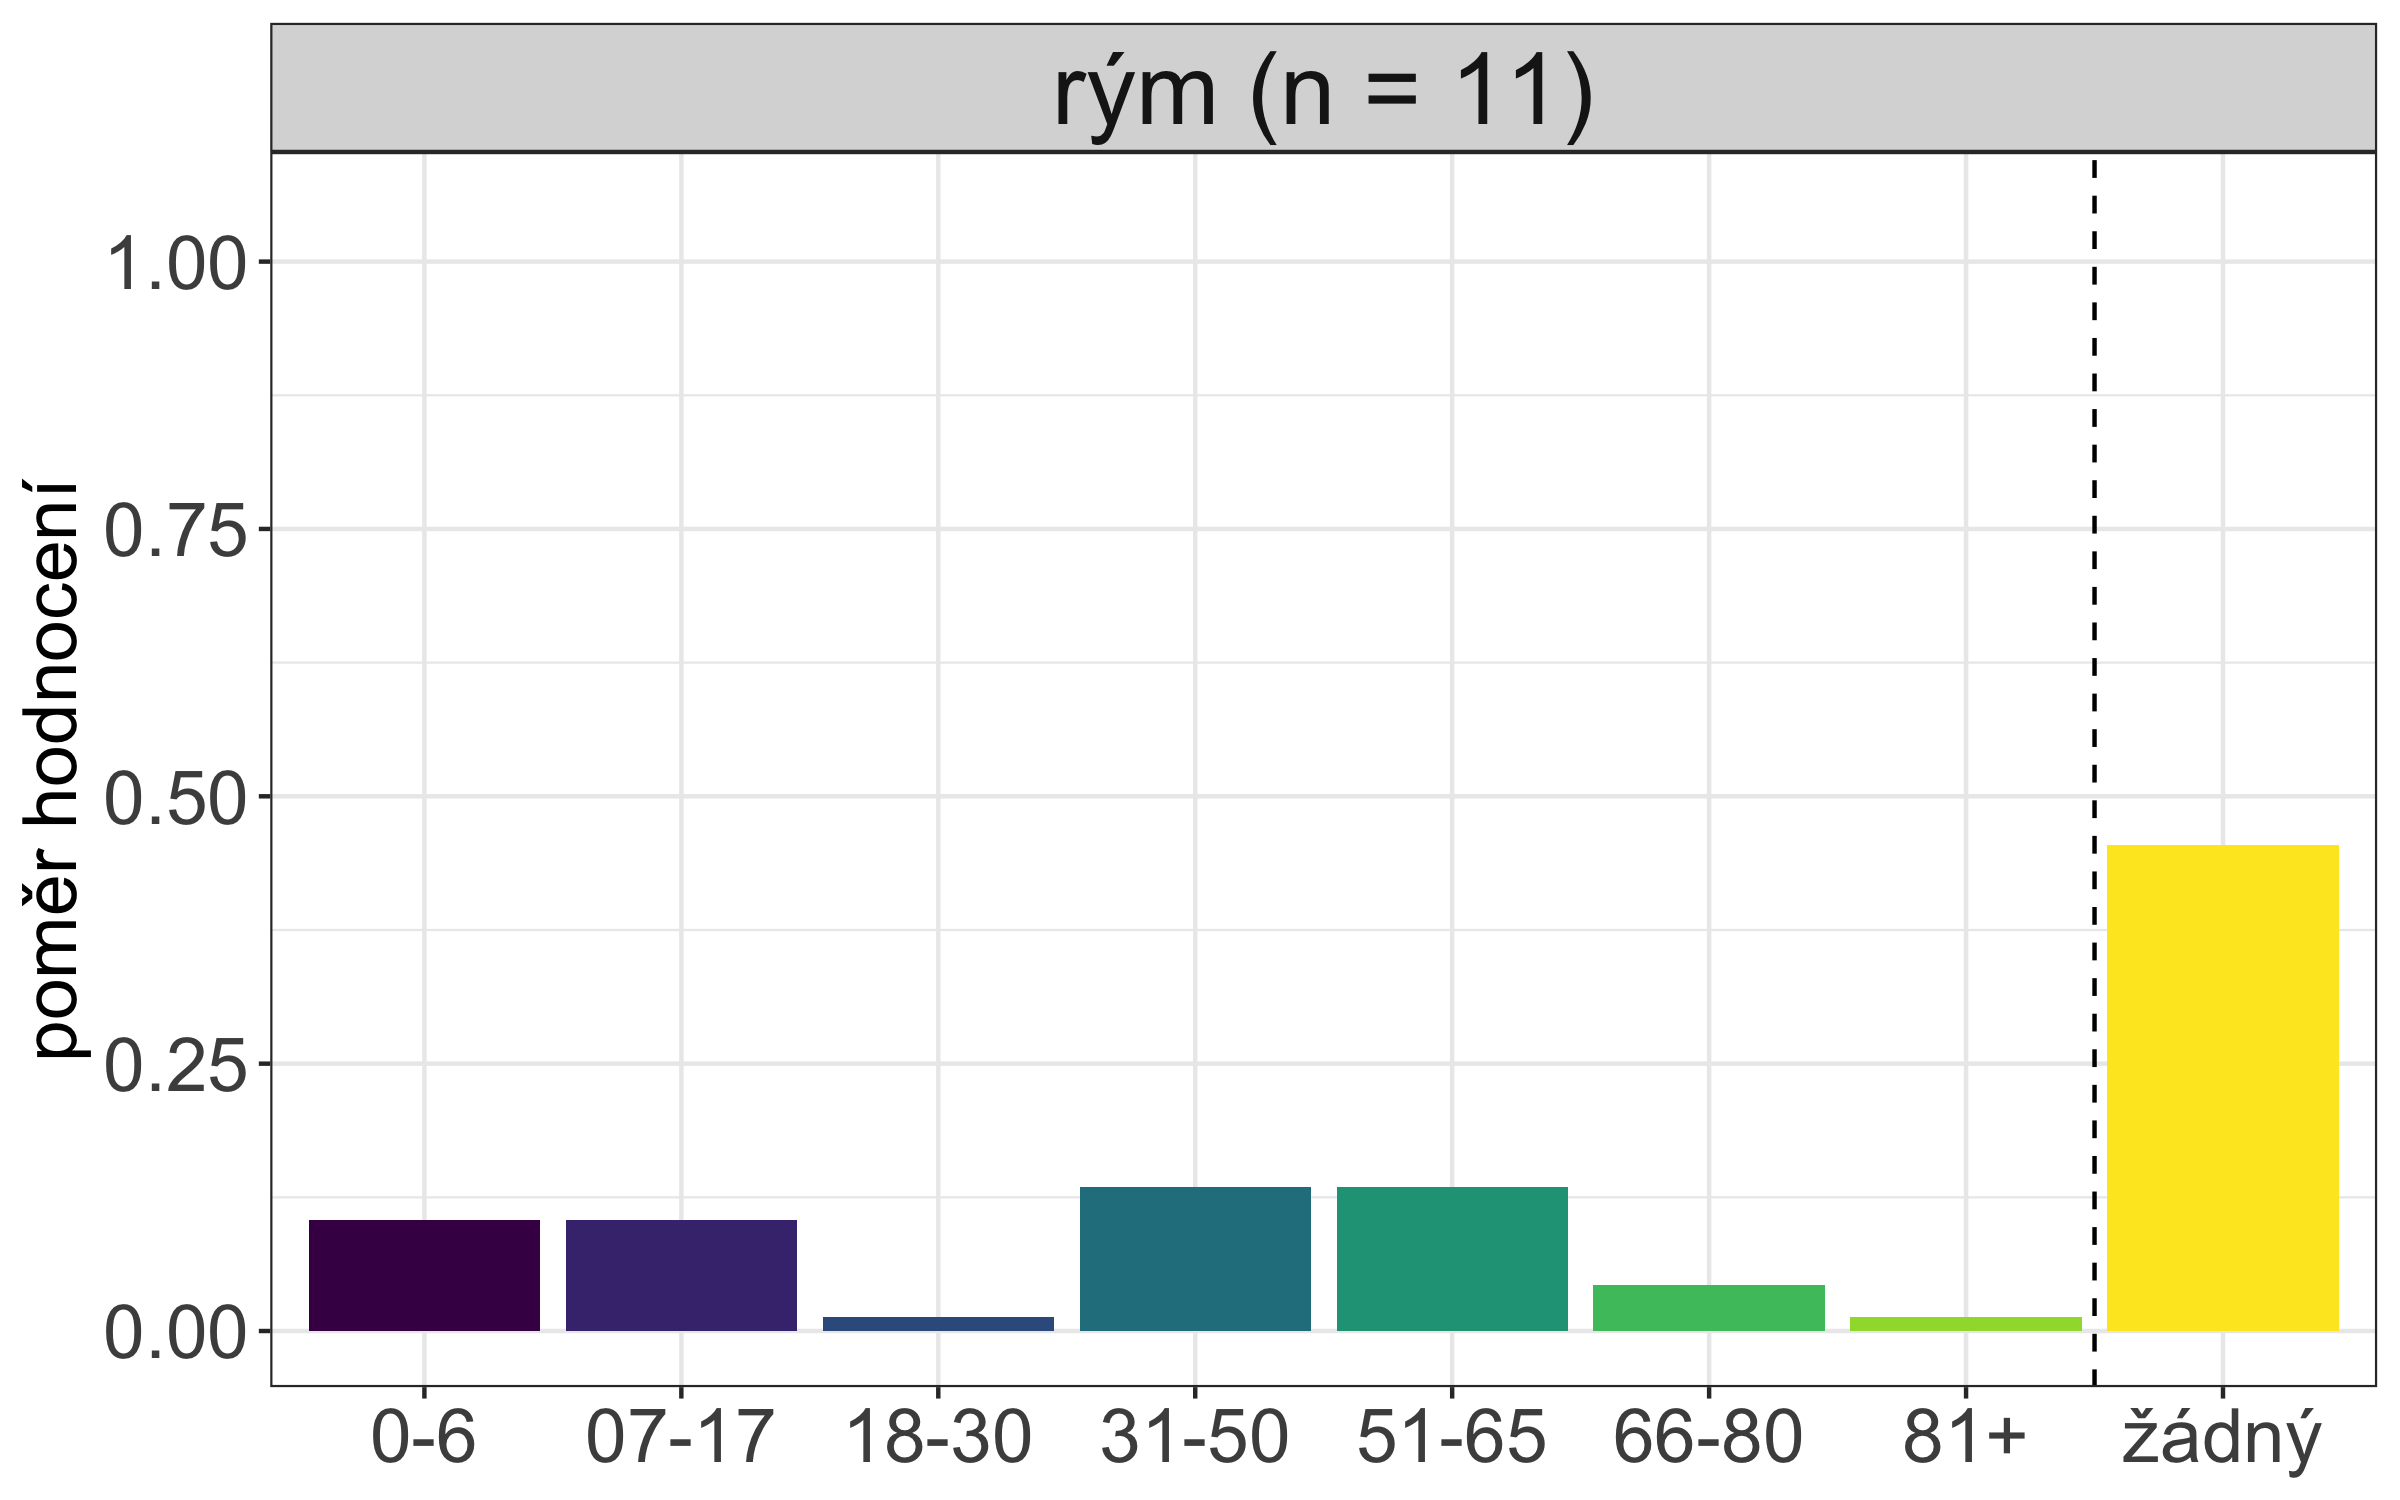 rým (n = 11)
poměr hodnocení
1.00
0.75
0.50
0.25
0.00
0-6 07-17 18-30 31-50 51-65 66-80 81+ žádný